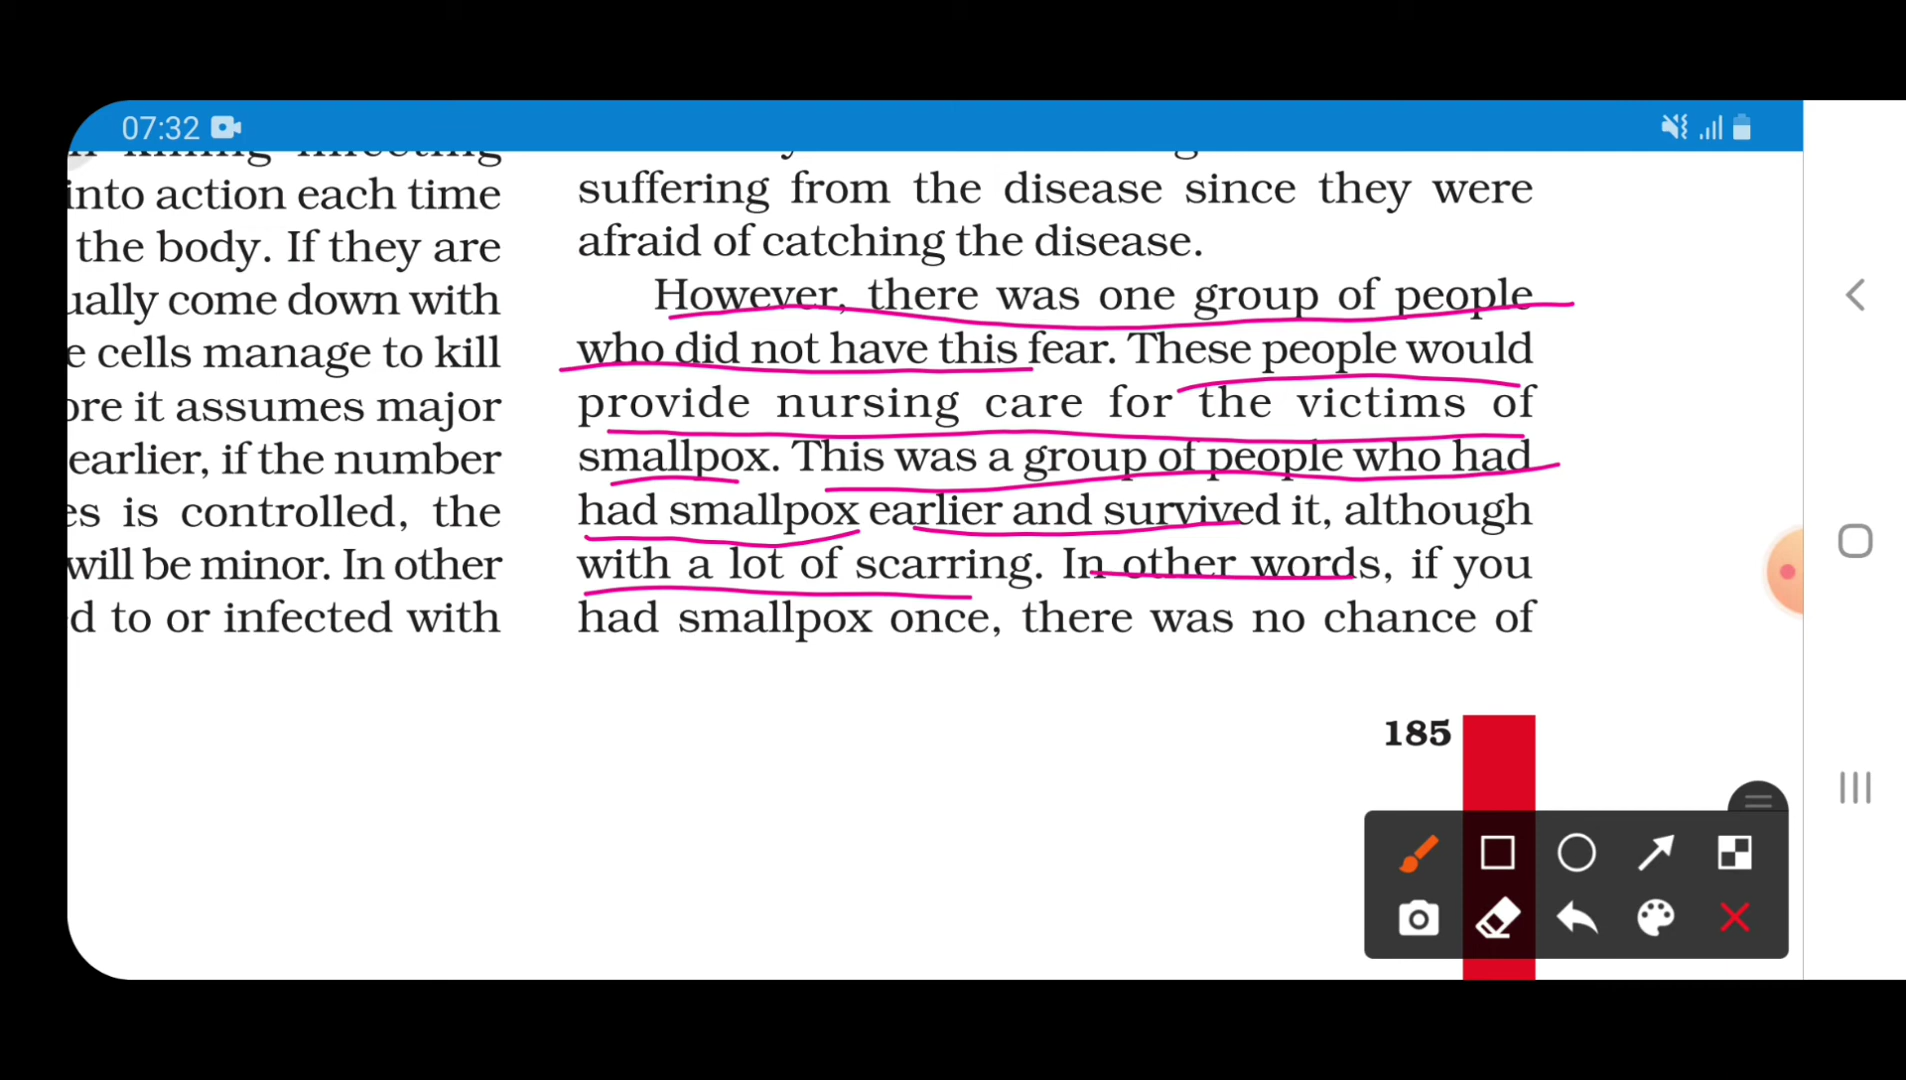 07:32
into action each time
the body. If they are
ually come down with
e cells manage to kill
ore it assumes major
earlier, if the number
es is controlled, the
will be minor. In other
d to or infected with
suffering from the disease since they were
afraid of catching the disease.
However, there was one group of people
who did not have this fear. These people would
provide nursing care for the victims of
smallpox. This was a group of people who had
had smallpox earlier and survived it, although
with a lot of scarring. In other words, if you
had smallpox once, there was no chance of
185